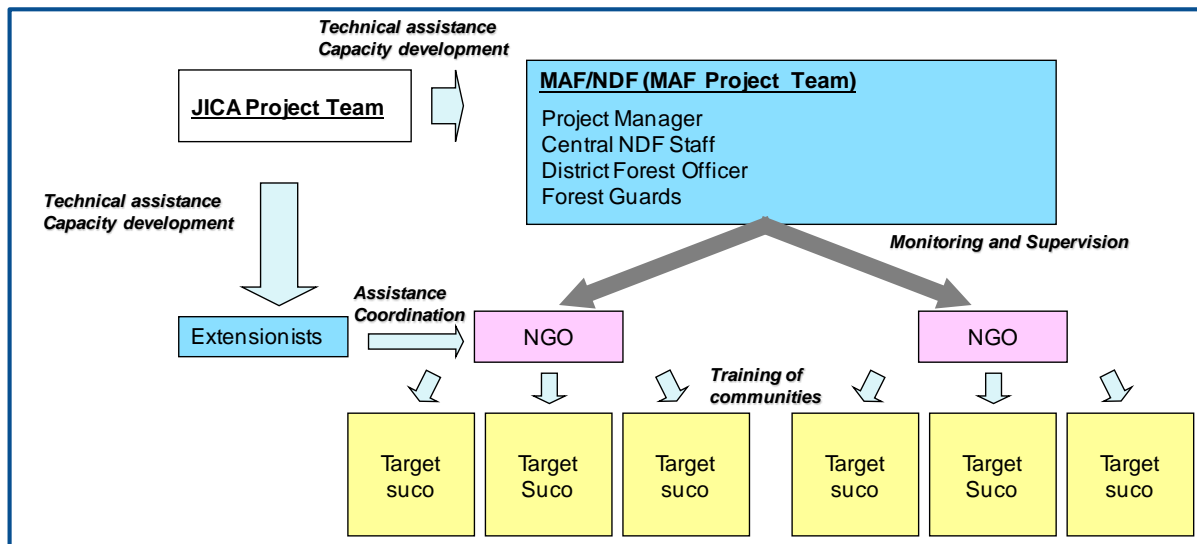 Technical assistance
Capacity development
JICA Project Team
MAF/NDF (MAF Project Team)
Project Manager
Central NDF Staff
District Forest Officer
Forest Guards
Technical assistance
Capacity development
Monitoring and Supervision
Assistance
Coordination
Extensionists
NGO
NGO
Training of
communities
Target
suco
Target
Suco
Target
suco
Target
suco
Target
Suco
Target
suco